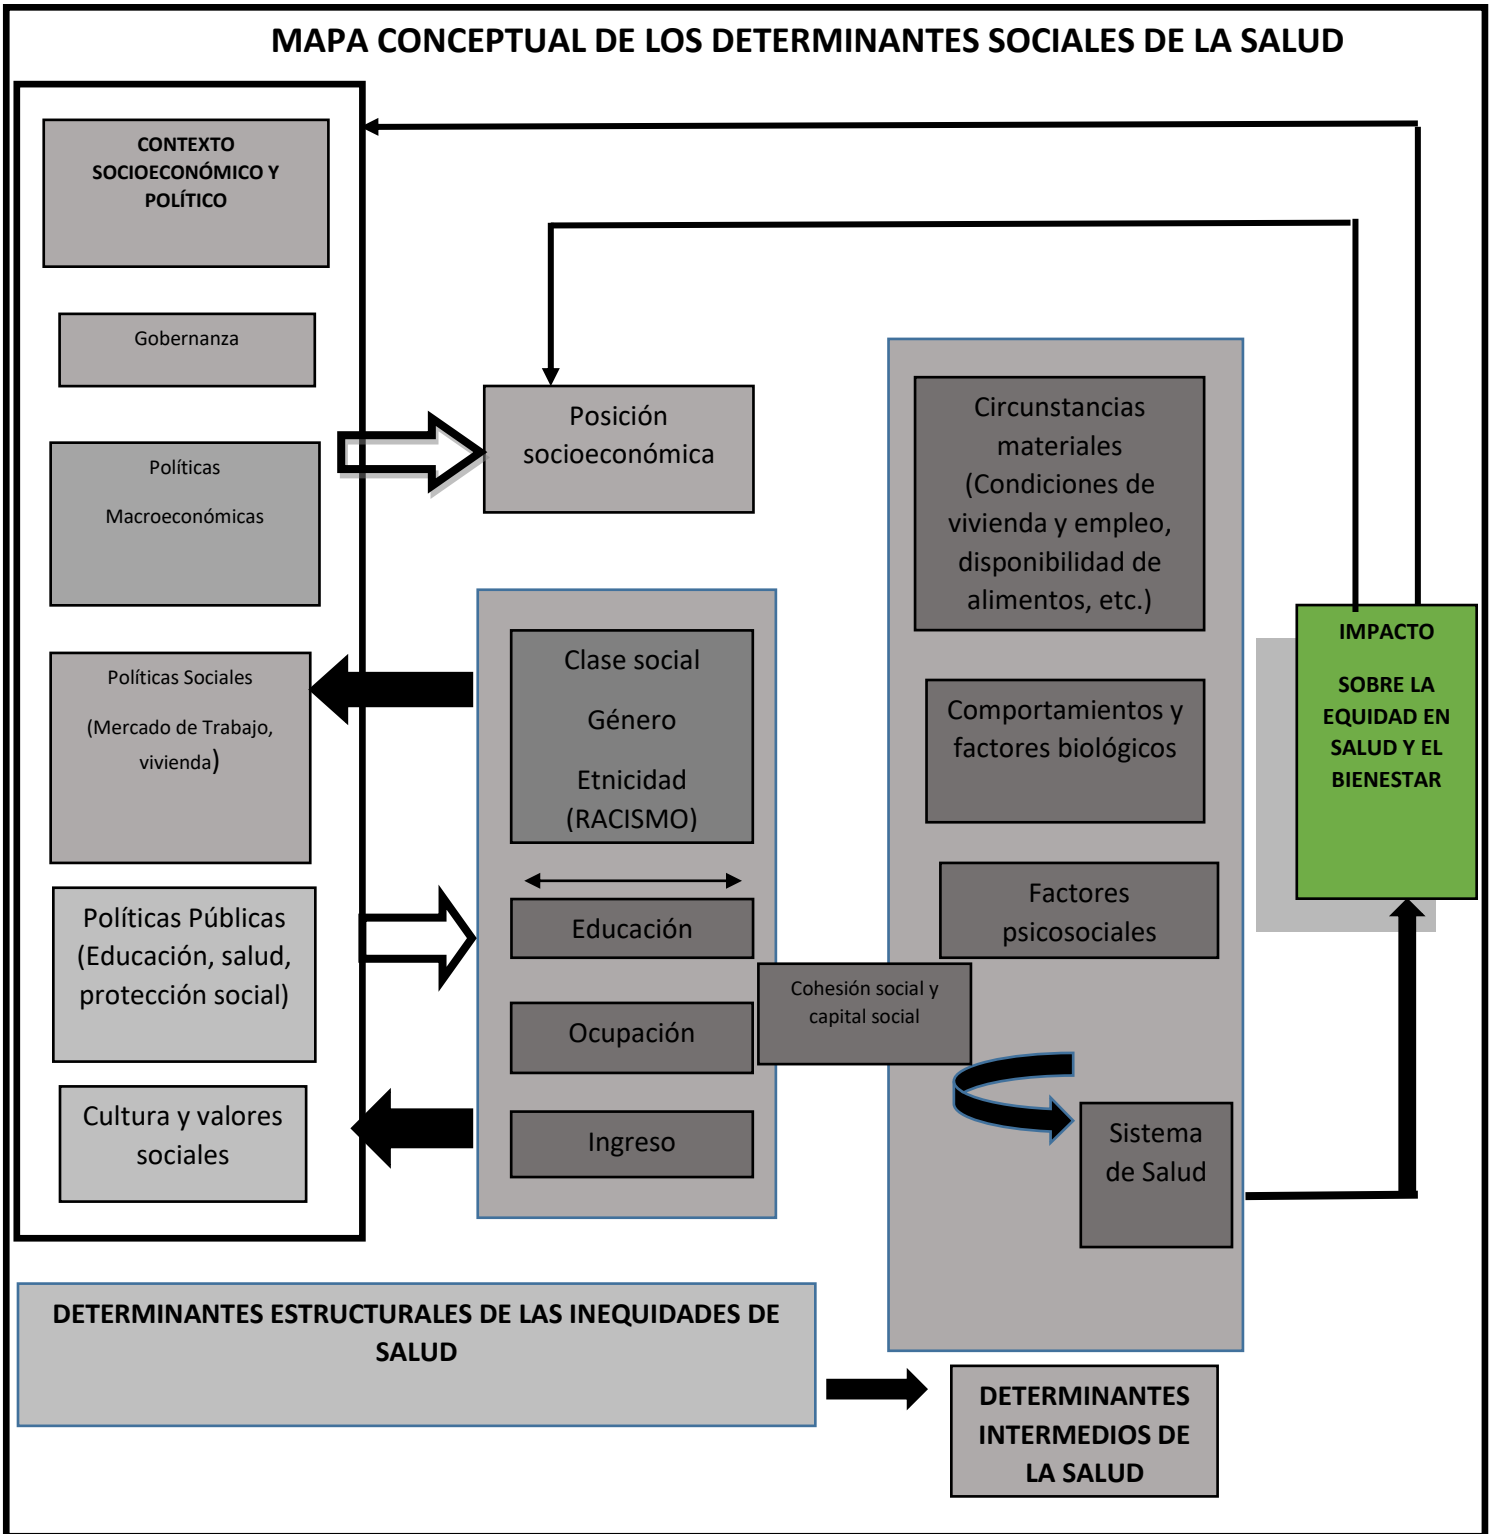 MAPA CONCEPTUAL DE LOS DETERMINANTES SOCIALES DE LA SALUD
CONTEXTO
SOCIOECONÓMICO Y
POLÍTICO
Gobernanza
Políticas
Macroeconómicas
Políticas Sociales
(Mercado de Trabajo,
vivienda)
Políticas Públicas
(Educación, salud,
protección social)
Cultura y valores
sociales
Posición
socioeconómica
Clase social
Género
Etnicidad
(RACISMO)
Educación
Ocupación
Ingreso
Cohesión social y
capital social
Circunstancias
materiales
(Condiciones de
vivienda y empleo,
disponibilidad de
alimentos, etc.)
Comportamientos y
factores biológicos
Factores
psicosociales
Sistema
de Salud
IMPACTO
SOBRE LA
EQUIDAD EN
SALUD Y EL
BIENESTAR
DETERMINANTES ESTRUCTURALES DE LAS INEQUIDADES DE
SALUD
DETERMINANTES
INTERMEDIOS DE
LA SALUD